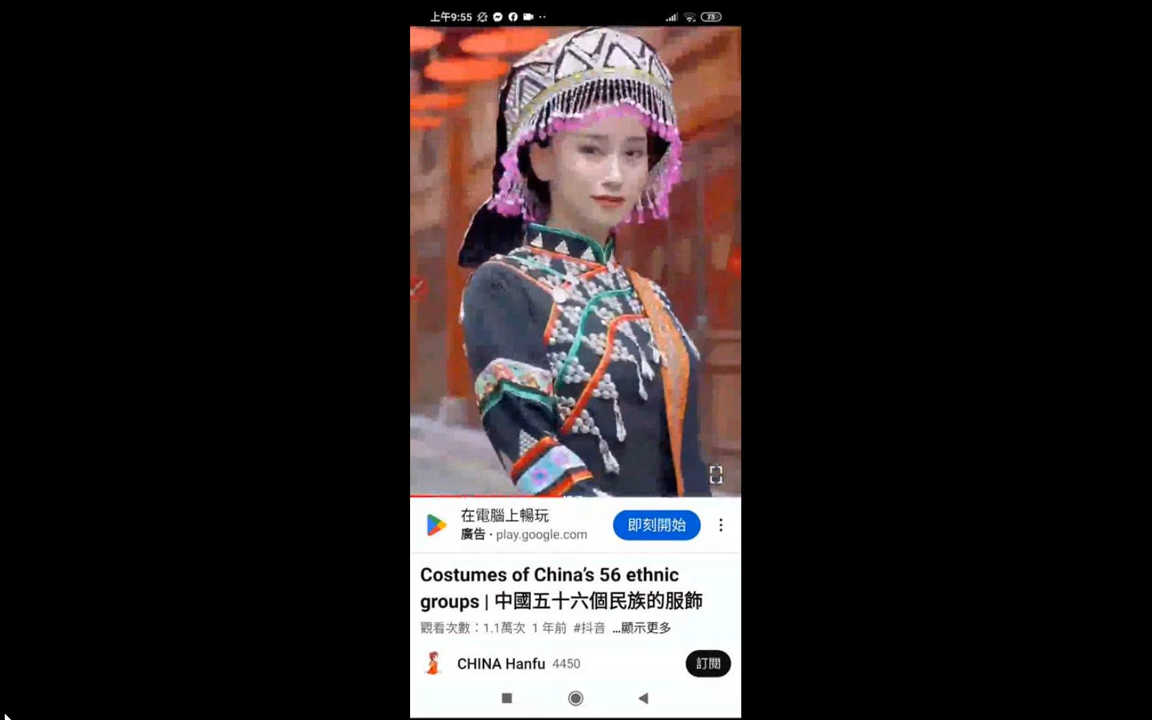 上午9:55
73
在電腦上暢玩
廣告 · play.google.com
即刻開始
Costumes of China's 56 ethnic
groups | 中國五十六個民族的服飾
觀看次數：1.1萬次 1 年前 #抖音 ...顯示更多
CHINA Hanfu 4450
訂閱